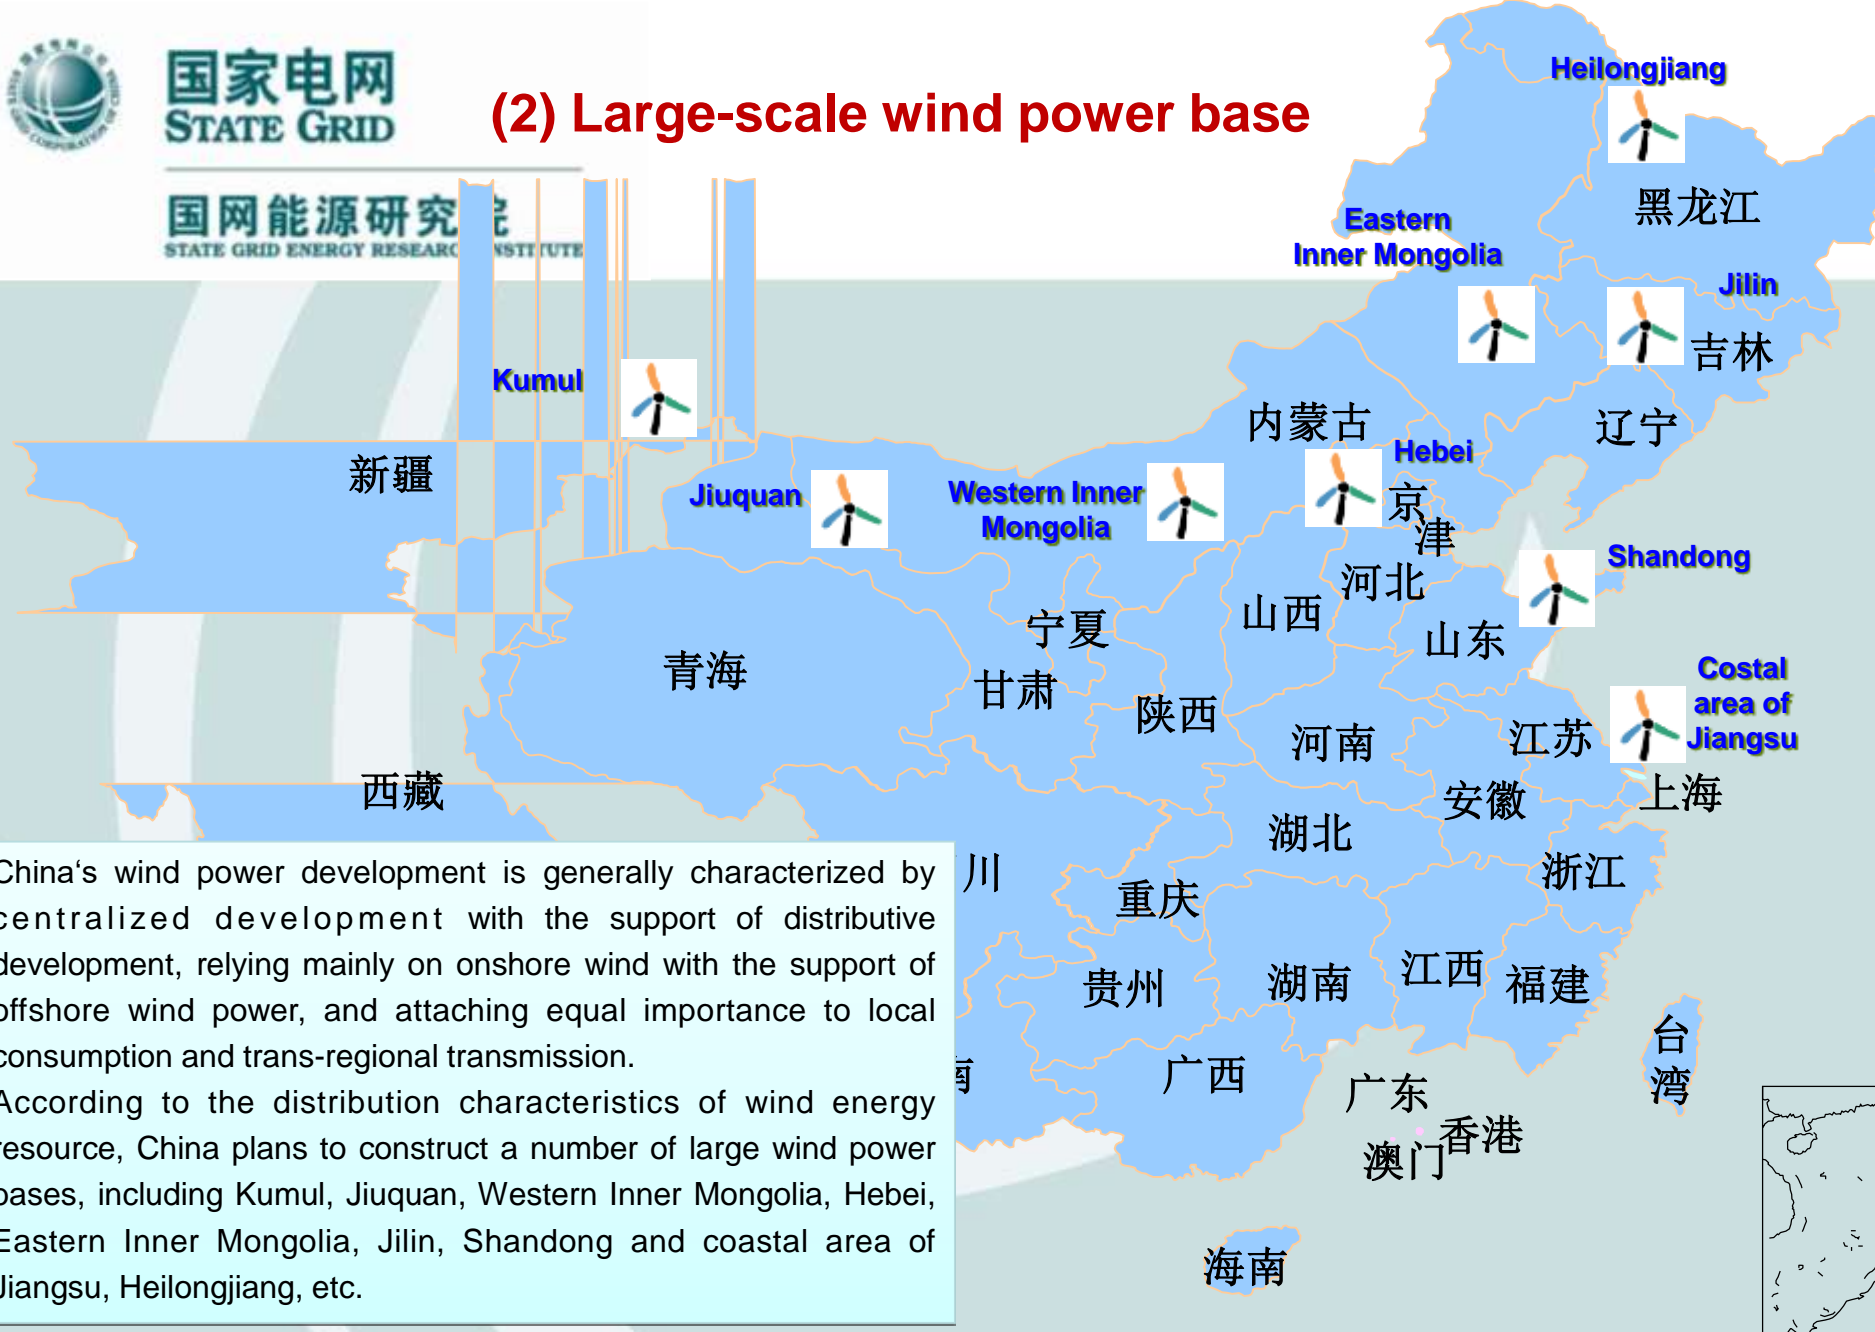 国家电网
STATE GRID
(2) Large-scale wind power base
国网能源研究院
STATE GRID ENERGY RESEARC NSTITUTE
Heilongjiang
黑龙江
Eastern
Inner Mongolia
Jilin
吉林
Kumul
内蒙古
辽宁
Hebei
新疆
Jiuquan
Western Inner
Mongolia
京
津
Shandong
河北
山西
宁夏
山东
青海
甘肃
Costal
area of
Jiangsu
陕西
河南
江苏
西藏
安徽
上海
湖北
川
重庆
浙江
贵州
湖南
江西
福建
台
湾
南
广西
广东
香港
澳门
海南
China‘s wind power development is generally characterized by
centralized development with the support of distributive
development, relying mainly on onshore wind with the support of
offshore wind power, and attaching equal importance to local
consumption and trans-regional transmission.
According to the distribution characteristics of wind energy
resource, China plans to construct a number of large wind power
bases, including Kumul, Jiuquan, Western Inner Mongolia, Hebei,
Eastern Inner Mongolia, Jilin, Shandong and coastal area of
Jiangsu, Heilongjiang, etc.